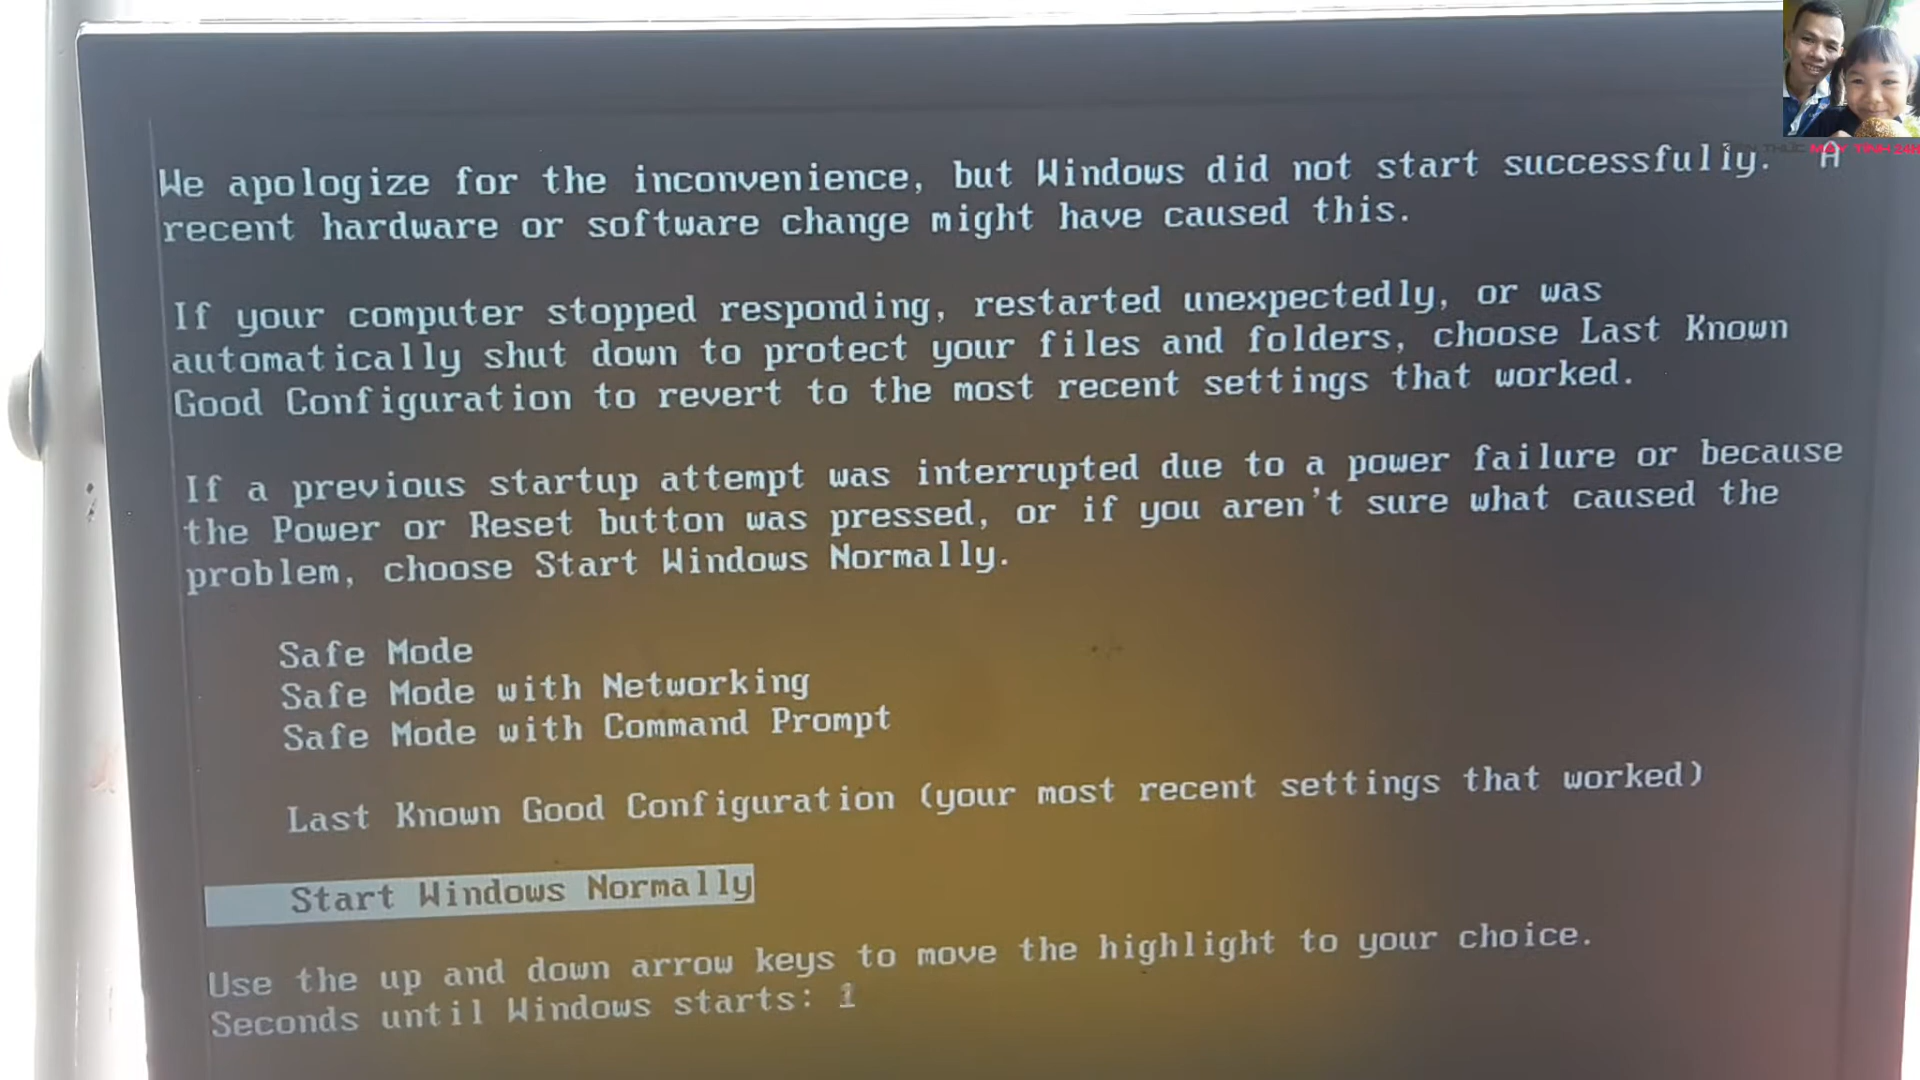 We apologize for the inconvenience, but Windows did not start successfully. A
recent hardware or software change might have caused this.
If your computer stopped responding, restarted unexpectedly, or was
automatically shut down to protect your files and folders, choose Last Known
Good Configuration to revert to the most recent settings that worked.
If a previous startup attempt was interrupted due to a power failure or because
the Power or Reset button was pressed, or if you aren't sure what caused the
problem, choose Start Windows Normally.
Safe Mode
Safe Mode with Networking
Safe Mode with Command Prompt
Last Known Good Configuration (your most recent settings that worked)
Start Windows Normally
Use the up and down arrow keys to move the highlight to your choice.
Seconds until Windows starts: 1
KIẾN THỨC MÁY TÍNH 24H